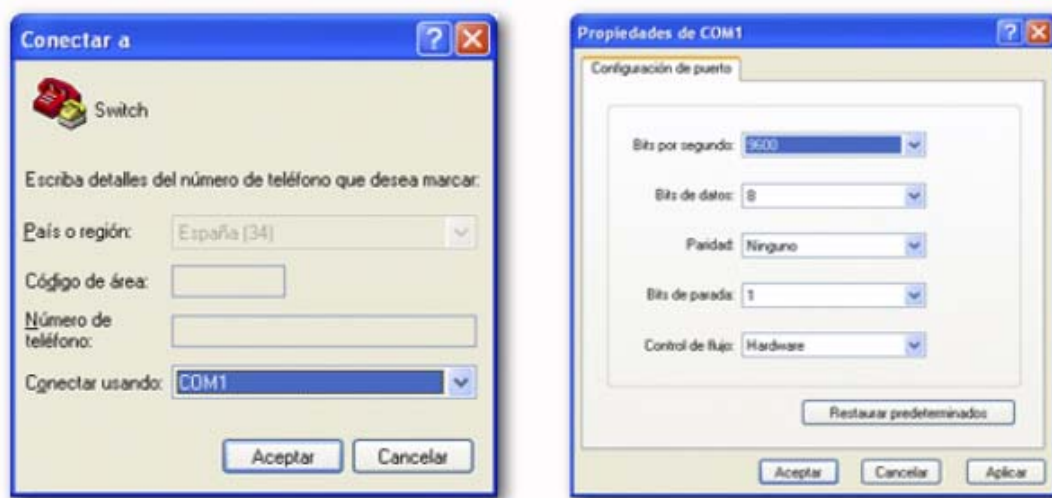 Conectar a
Switch
Escriba detalles del número de teléfono que desea marcar:
País o región: España (34)
Código de área:
Número de
teléfono:
Conectar usando: COM1
Aceptar Cancelar
Propiedades de COM1
Configuración de puerto
Bits por segundo: 9600
Bits de datos: 8
Paridad: Ninguno
Bits de parada: 1
Control de flujo: Hardware
Restaurar predeterminados
Aceptar Cancelar Aplicar